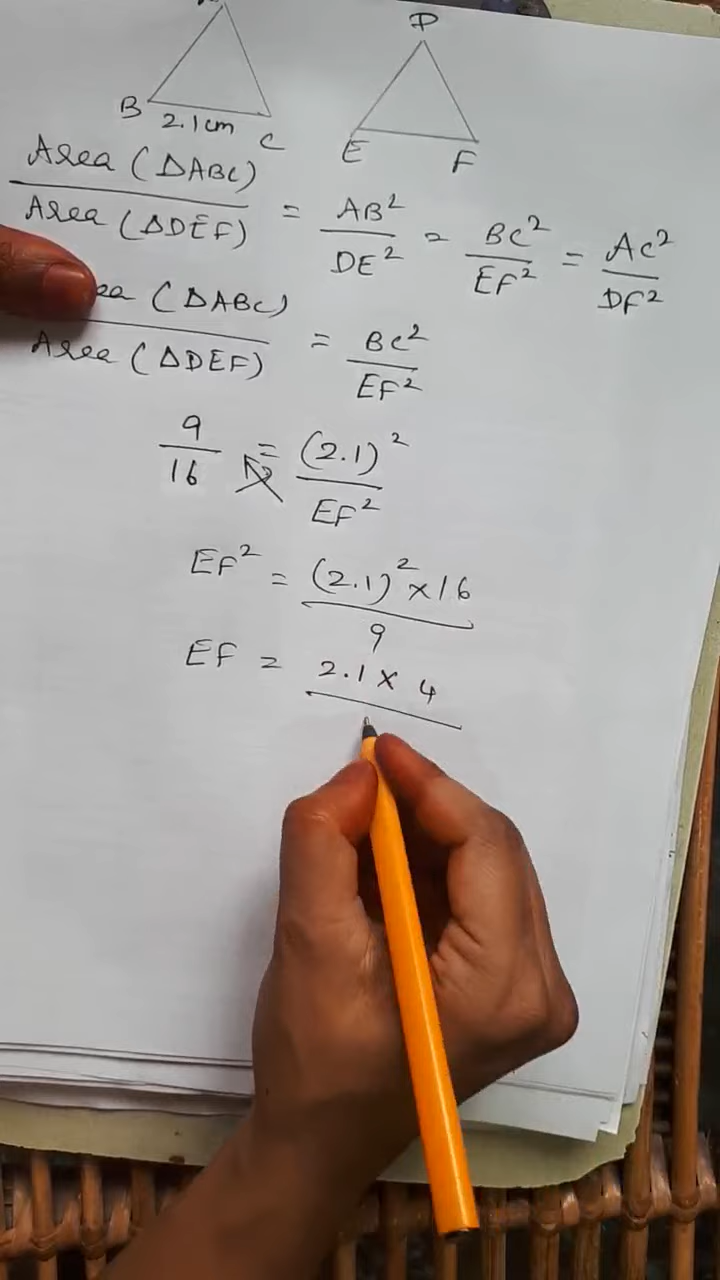 D
B 2.1cm C E F
Area (ΔABC) / Area (ΔDEF) = AB² / DE² = BC² / EF² = AC² / DF²
(ΔABC) / Area (ΔDEF) = BC² / EF²
9 / 16 = (2.1)² / EF²
EF² = (2.1)² × 16 / 9
EF = 2.1 × 4